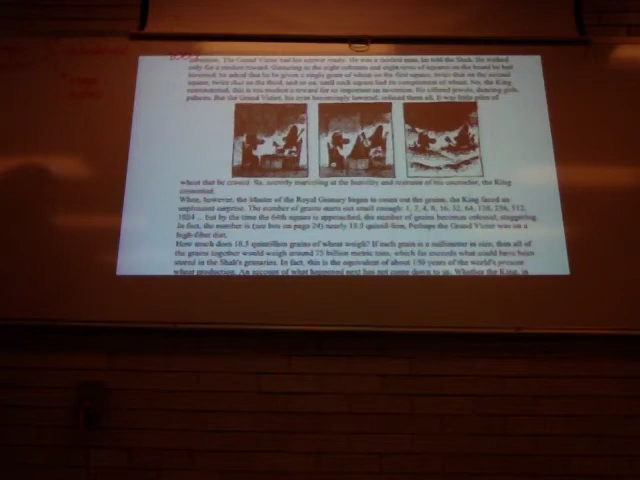 invention. The Grand Vizier had his answer ready. He was a modest man, he told the Shah. He wished
only for a modest reward. Gesturing to the eight columns and eight rows of squares on the board he had
invented, he asked that he be given a single grain of wheat on the first square, twice that on the second
square, twice that on the third, and so on, until each square had its complement of wheat. No, the King
remonstrated, this is too modest a reward for so important an invention. He offered jewels, dancing girls,
palaces. But the Grand Vizier, his eyes becomingly lowered, refused them all. It was little piles of
wheat that he craved. So, secretly marveling at the humility and restraint of his counselor, the King
consented.
When, however, the Master of the Royal Granary began to count out the grains, the King faced an
unpleasant surprise. The number of grains starts out small enough: 1, 2, 4, 8, 16, 32, 64, 128, 256, 512,
1024 ... but by the time the 64th square is approached, the number of grains becomes colossal, staggering.
In fact, the number is (see box on page 24) nearly 18.5 quintillion. Perhaps the Grand Vizier was on a
high-fiber diet.
How much does 18.5 quintillion grains of wheat weigh? If each grain is a millimeter in size, then all of
the grains together would weigh around 75 billion metric tons, which far exceeds what could have been
stored in the Shah's granaries. In fact, this is the equivalent of about 150 years of the world's present
wheat production. An account of what happened next has not come down to us. Whether the King, in